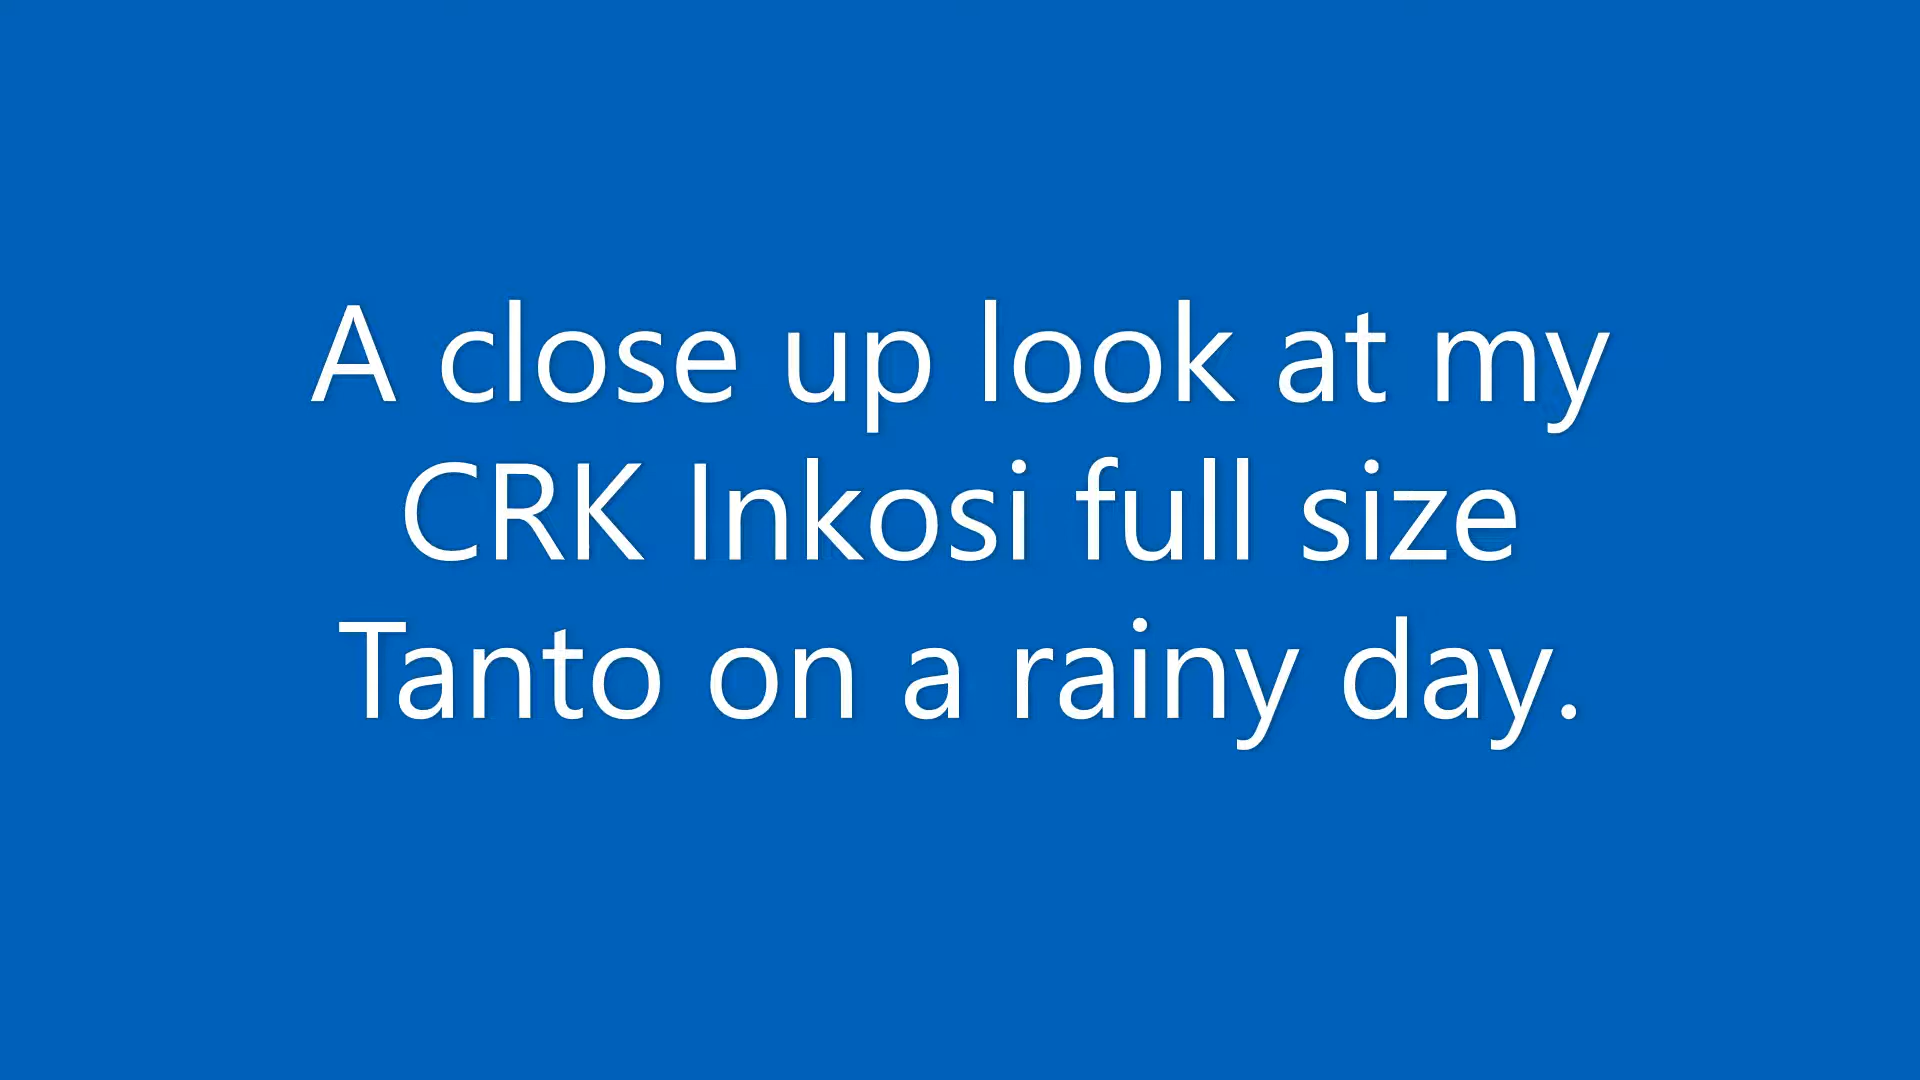 A close up look at my
CRK Inkosi full size
Tanto on a rainy day.